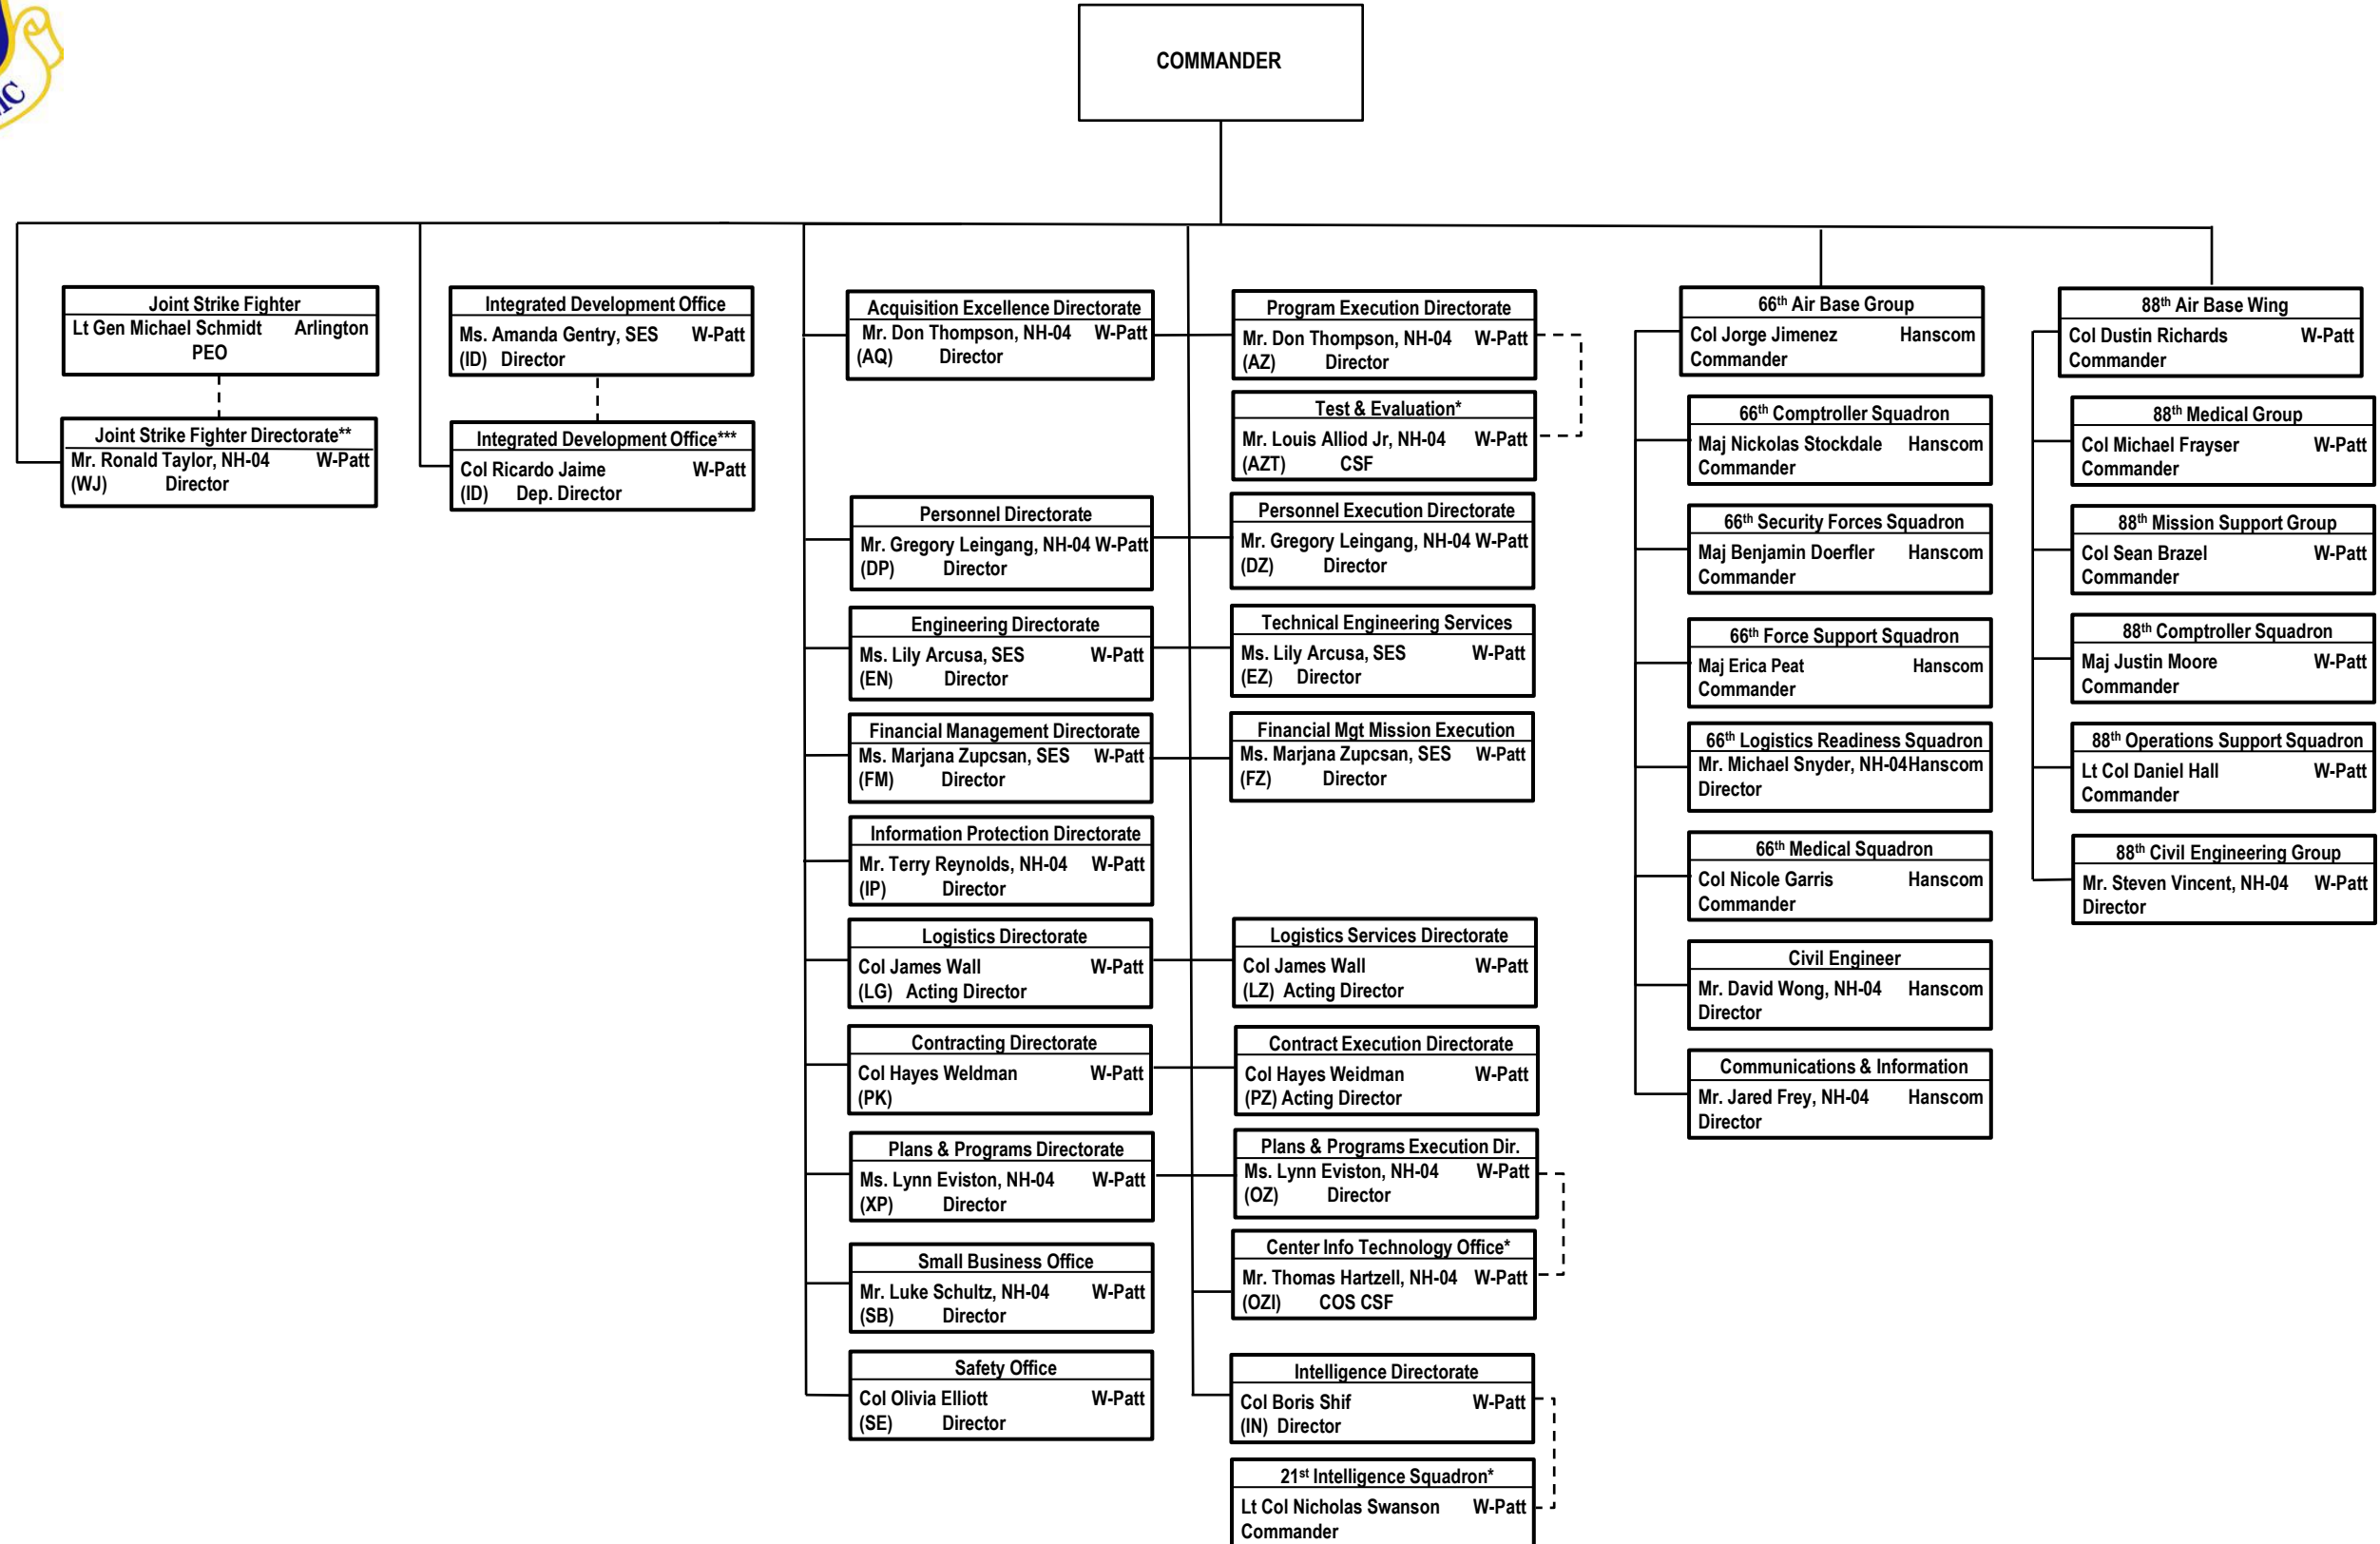 MC
COMMANDER
Joint Strike Fighter
Lt Gen Michael Schmidt Arlington
PEO
Joint Strike Fighter Directorate**
Mr. Ronald Taylor, NH-04 W-Patt
(WJ) Director
Integrated Development Office
Ms. Amanda Gentry, SES W-Patt
(ID) Director
Integrated Development Office***
Col Ricardo Jaime W-Patt
(ID) Dep. Director
Acquisition Excellence Directorate
Mr. Don Thompson, NH-04 W-Patt
(AQ) Director
Personnel Directorate
Mr. Gregory Leingang, NH-04 W-Patt
(DP) Director
Engineering Directorate
Ms. Lily Arcusa, SES W-Patt
(EN) Director
Financial Management Directorate
Ms. Marjana Zupcsan, SES W-Patt
(FM) Director
Information Protection Directorate
Mr. Terry Reynolds, NH-04 W-Patt
(IP) Director
Logistics Directorate
Col James Wall W-Patt
(LG) Acting Director
Contracting Directorate
Col Hayes Weldman W-Patt
(PK)
Plans & Programs Directorate
Ms. Lynn Eviston, NH-04 W-Patt
(XP) Director
Small Business Office
Mr. Luke Schultz, NH-04 W-Patt
(SB) Director
Safety Office
Col Olivia Elliott W-Patt
(SE) Director
Program Execution Directorate
Mr. Don Thompson, NH-04 W-Patt
(AZ) Director
Test & Evaluation*
Mr. Louis Alliod Jr, NH-04 W-Patt
(AZT) CSF
Personnel Execution Directorate
Mr. Gregory Leingang, NH-04 W-Patt
(DZ) Director
Technical Engineering Services
Ms. Lily Arcusa, SES W-Patt
(EZ) Director
Financial Mgt Mission Execution
Ms. Marjana Zupcsan, SES W-Patt
(FZ) Director
Logistics Services Directorate
Col James Wall W-Patt
(LZ) Acting Director
Contract Execution Directorate
Col Hayes Weidman W-Patt
(PZ) Acting Director
Plans & Programs Execution Dir.
Ms. Lynn Eviston, NH-04 W-Patt
(OZ) Director
Center Info Technology Office*
Mr. Thomas Hartzell, NH-04 W-Patt
(OZI) COS CSF
Intelligence Directorate
Col Boris Shif W-Patt
(IN) Director
21st Intelligence Squadron*
Lt Col Nicholas Swanson W-Patt
Commander
66th Air Base Group
Col Jorge Jimenez Hanscom
Commander
66th Comptroller Squadron
Maj Nickolas Stockdale Hanscom
Commander
66th Security Forces Squadron
Maj Benjamin Doerfler Hanscom
Commander
66th Force Support Squadron
Maj Erica Peat Hanscom
Commander
66th Logistics Readiness Squadron
Mr. Michael Snyder, NH-04Hanscom
Director
66th Medical Squadron
Col Nicole Garris Hanscom
Commander
Civil Engineer
Mr. David Wong, NH-04 Hanscom
Director
Communications & Information
Mr. Jared Frey, NH-04 Hanscom
Director
88th Air Base Wing
Col Dustin Richards W-Patt
Commander
88th Medical Group
Col Michael Frayser W-Patt
Commander
88th Mission Support Group
Col Sean Brazel W-Patt
Commander
88th Comptroller Squadron
Maj Justin Moore W-Patt
Commander
88th Operations Support Squadron
Lt Col Daniel Hall W-Patt
Commander
88th Civil Engineering Group
Mr. Steven Vincent, NH-04 W-Patt
Director